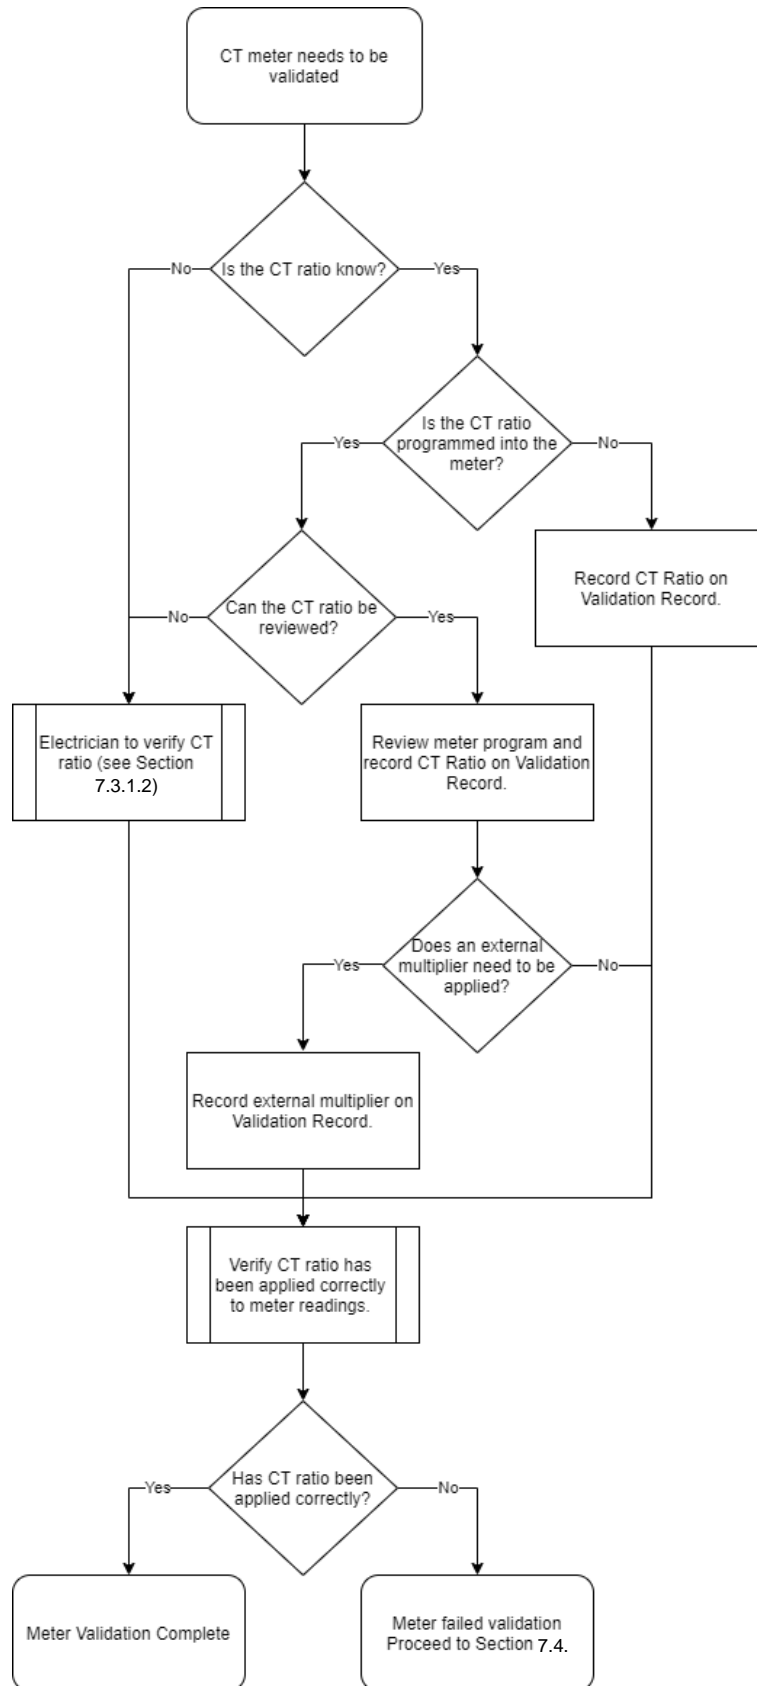 CT meter needs to be
validated
No
Is the CT ratio know?
Yes
Is the CT ratio
programmed into the
meter?
Yes
No
Record CT Ratio on
Validation Record.
Can the CT ratio be
reviewed?
No
Yes
Electrician to verify CT
ratio (see Section
7.3.1.2)
Review meter program and
record CT Ratio on Validation
Record.
Does an external
multiplier need to be
applied?
Yes
No
Record external multiplier on
Validation Record.
Verify CT ratio has
been applied correctly
to meter readings.
Has CT ratio been
applied correctly?
Yes
No
Meter Validation Complete
Meter failed validation
Proceed to Section 7.4.